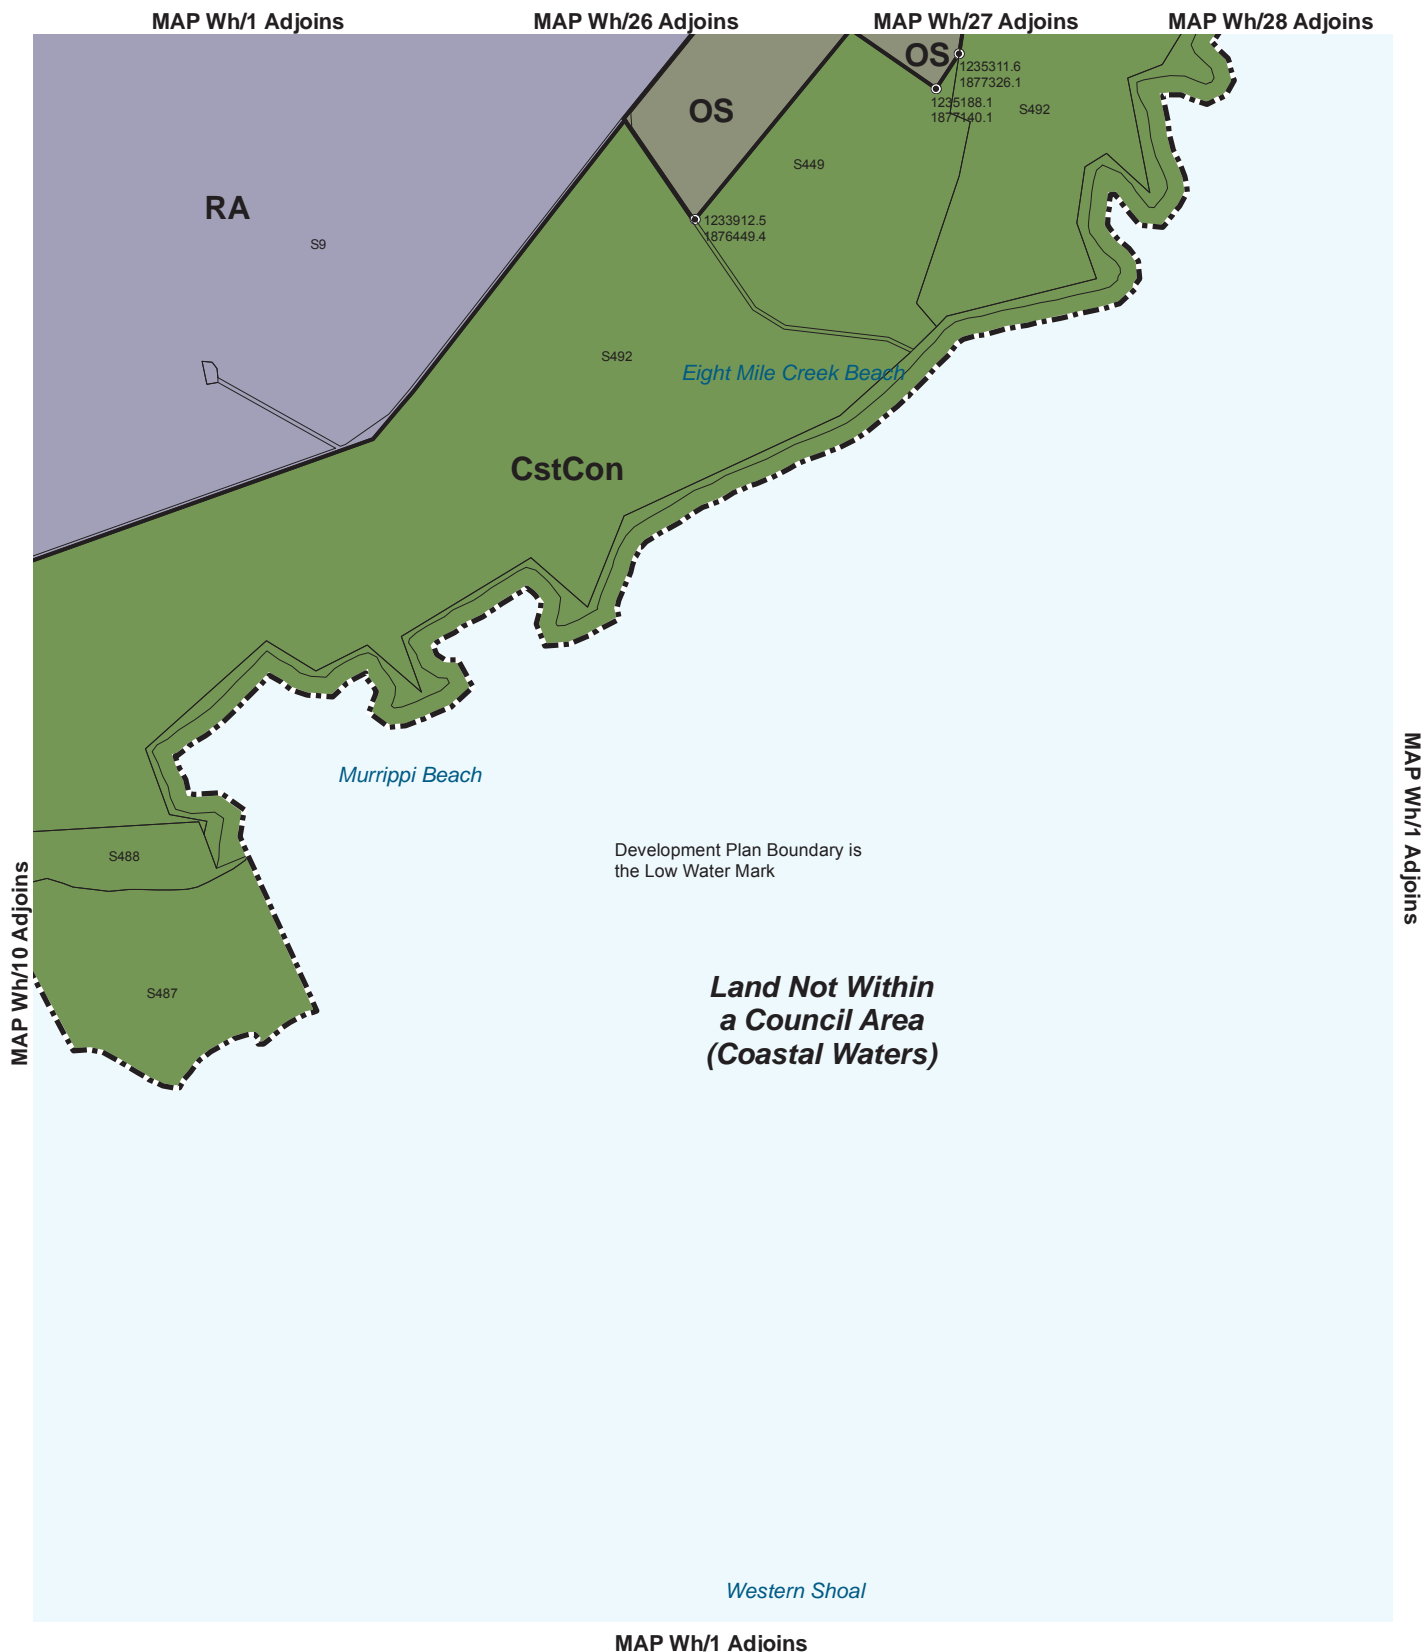 MAP Wh/1 Adjoins
MAP Wh/26 Adjoins
MAP Wh/27 Adjoins
MAP Wh/28 Adjoins
OS
1235311.6
1877326.1
OS
1235188.1
1877140.1
S492
S449
RA
1233912.5
1876449.4
S9
S492
Eight Mile Creek Beach
CstCon
Murrippi Beach
MAP Wh/1 Adjoins
S488
Development Plan Boundary is
the Low Water Mark
MAP Wh/10 Adjoins
S487
Land Not Within
a Council Area
(Coastal Waters)
Western Shoal
MAP Wh/1 Adjoins